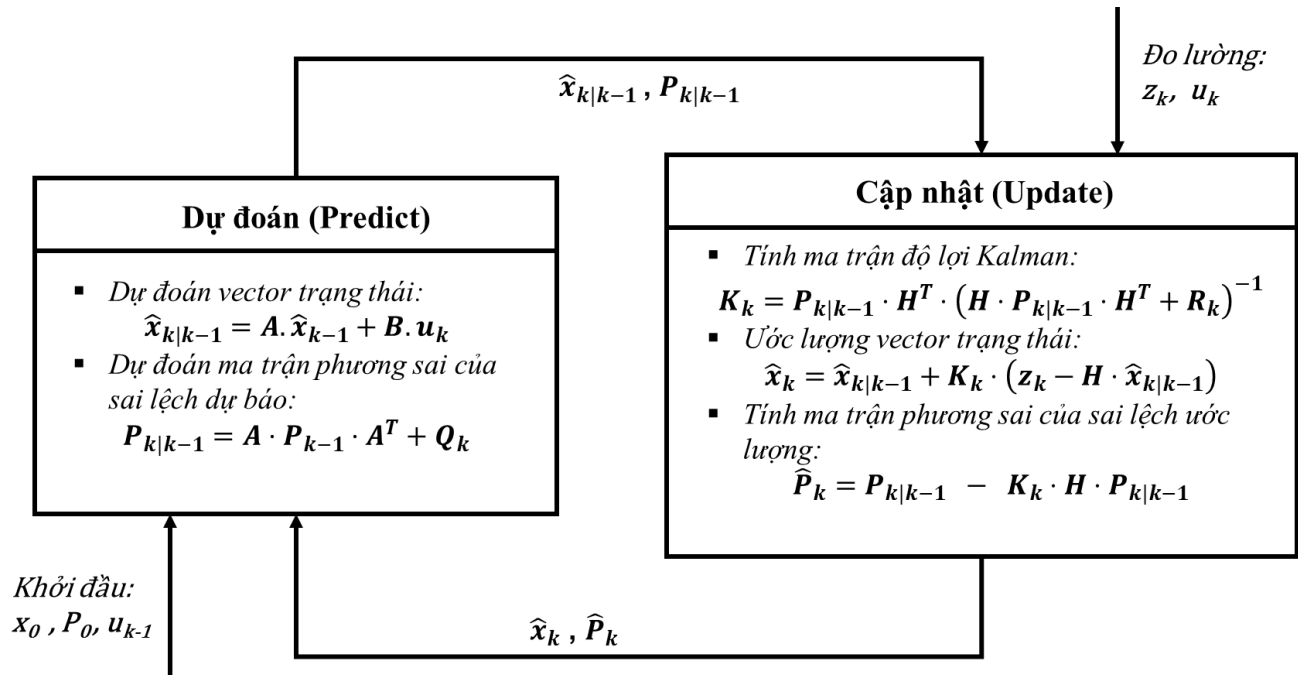 Đo lường:
z_k, u_k
x̂_{k|k−1} , P_{k|k−1}
Dự đoán (Predict)
▪ Dự đoán vector trạng thái:
x̂_{k|k−1} = A. x̂_{k−1} + B. u_k
▪ Dự đoán ma trận phương sai của
sai lệch dự báo:
P_{k|k−1} = A · P_{k−1} · A^T + Q_k
Cập nhật (Update)
▪ Tính ma trận độ lợi Kalman:
K_k = P_{k|k−1} · H^T · (H · P_{k|k−1} · H^T + R_k)^{−1}
▪ Ước lượng vector trạng thái:
x̂_k = x̂_{k|k−1} + K_k · (z_k − H · x̂_{k|k−1})
▪ Tính ma trận phương sai của sai lệch ước
lượng:
P̂_k = P_{k|k−1} − K_k · H · P_{k|k−1}
Khởi đầu:
x_0 , P_0, u_{k-1}
x̂_k , P̂_k